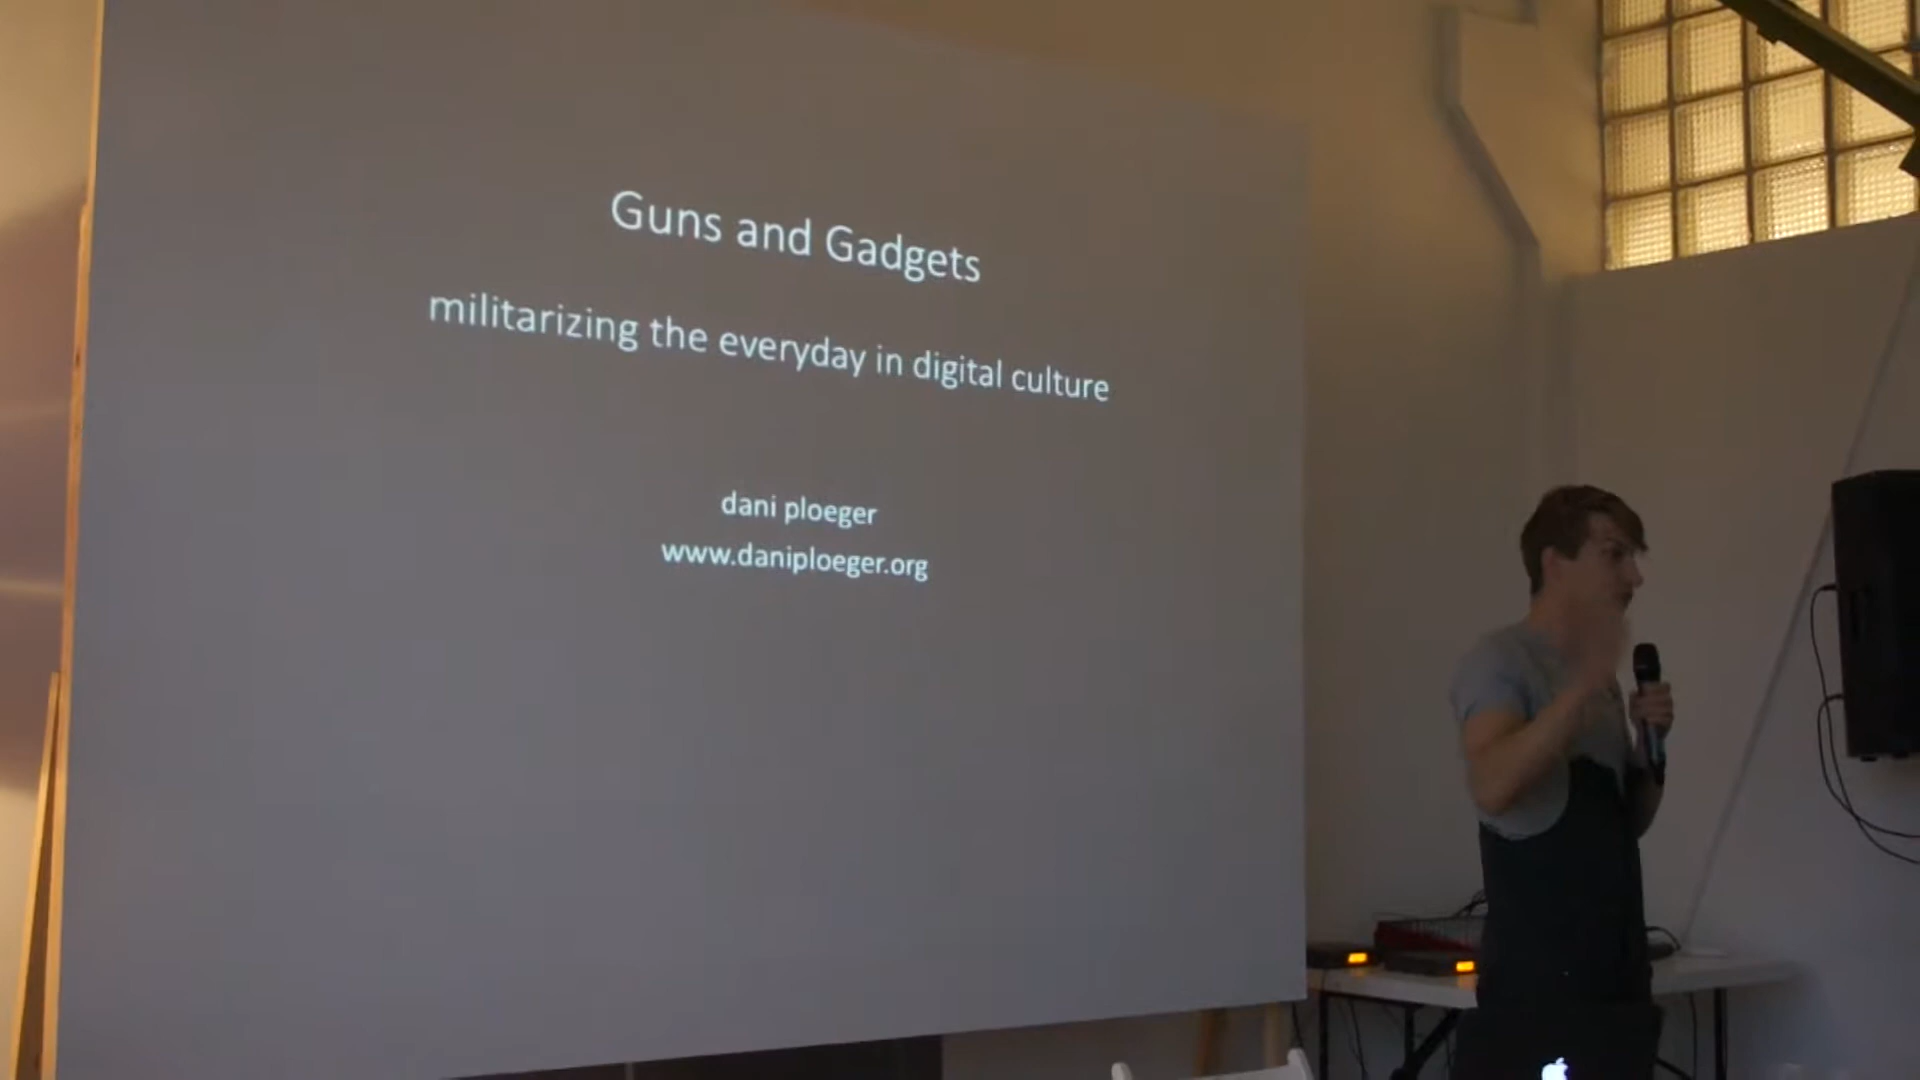 Guns and Gadgets
militarizing the everyday in digital culture
dani ploeger
www.daniploeger.org